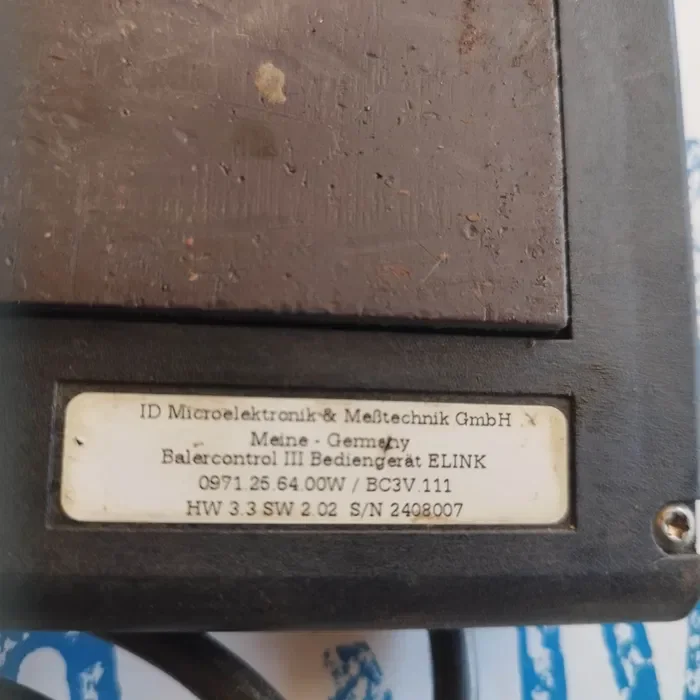 ID Microelektronik & Meßtechnik GmbH
Meine - Germany
Balercontrol III Bediengerät ELINK
0971.25.64.00W / BC3V.111
HW 3.3 SW 2.02 S/N 2408007